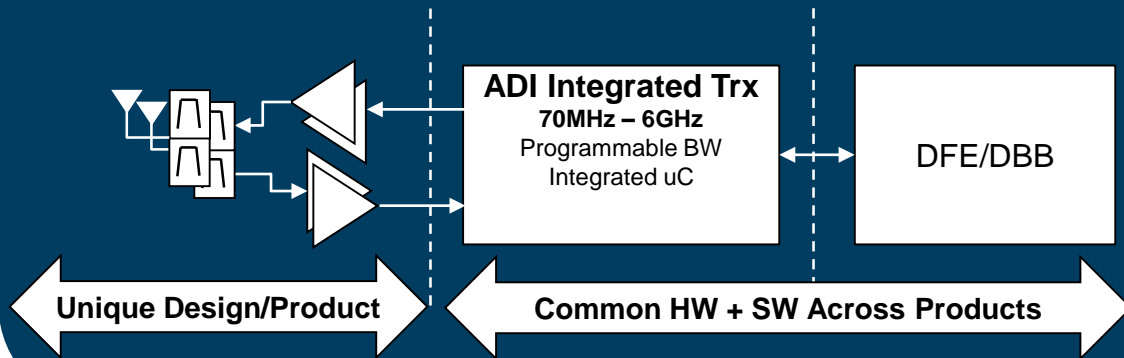 ADI Integrated Trx
70MHz – 6GHz
Programmable BW
Integrated uC
DFE/DBB
Unique Design/Product
Common HW + SW Across Products